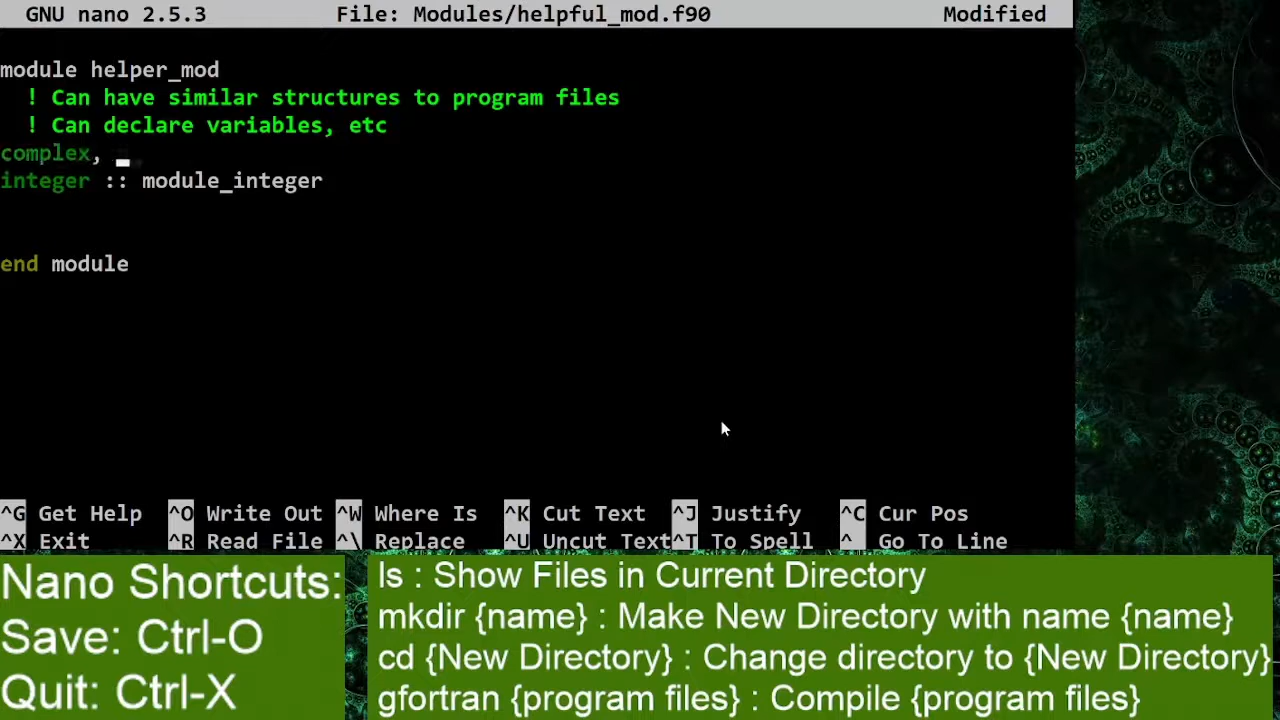 GNU nano 2.5.3 File: Modules/helpful_mod.f90 Modified
module helper_mod
! Can have similar structures to program files
! Can declare variables, etc
complex,
integer :: module_integer
end module
^G Get Help ^O Write Out ^W Where Is ^K Cut Text ^J Justify ^C Cur Pos
^X Exit ^R Read File ^\ Replace ^U Uncut Text ^T To Spell ^_ Go To Line
Nano Shortcuts:
Save: Ctrl-O
Quit: Ctrl-X
ls : Show Files in Current Directory
mkdir {name} : Make New Directory with name {name}
cd {New Directory} : Change directory to {New Directory}
gfortran {program files} : Compile {program files}